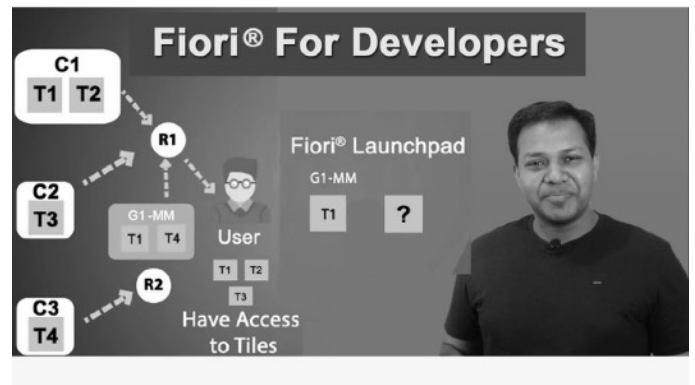 Fiori® For Developers
C1
T1 T2
R1
C2
T3
G1-MM
T1 T4
User
R2
T1 T2
T3
C3
T4
Have Access
to Tiles
Fiori® Launchpad
G1-MM
T1 ?